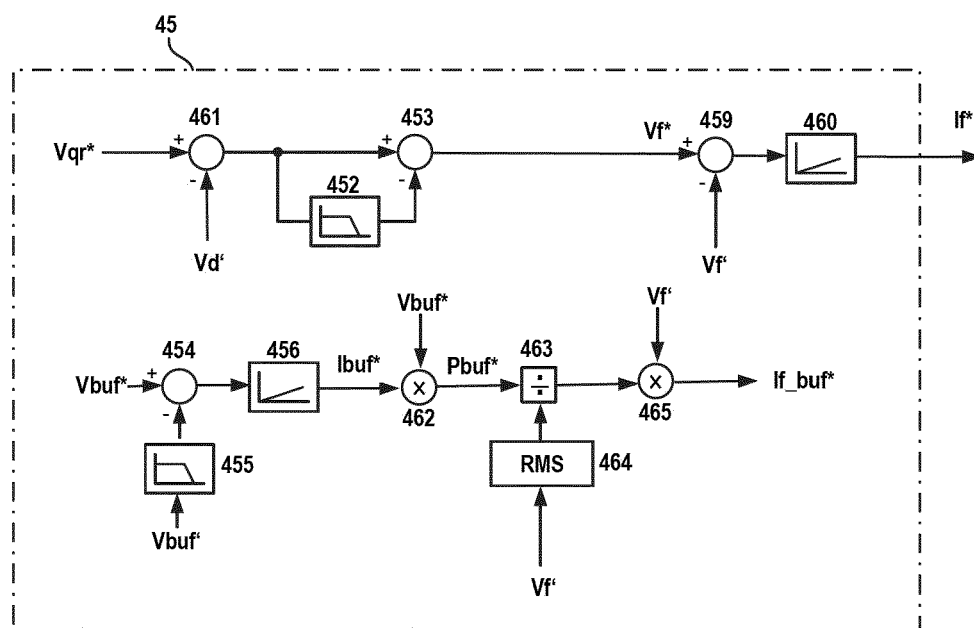 45
461
453
459
460
If*
Vqr*
+
-
+
-
Vf*
+
-
452
Vd‘
Vf‘
Vbuf*
Vf‘
454
456
463
Vbuf*
+
-
Ibuf*
×
Pbuf*
÷
×
If_buf*
462
465
455
RMS
464
Vbuf‘
Vf‘